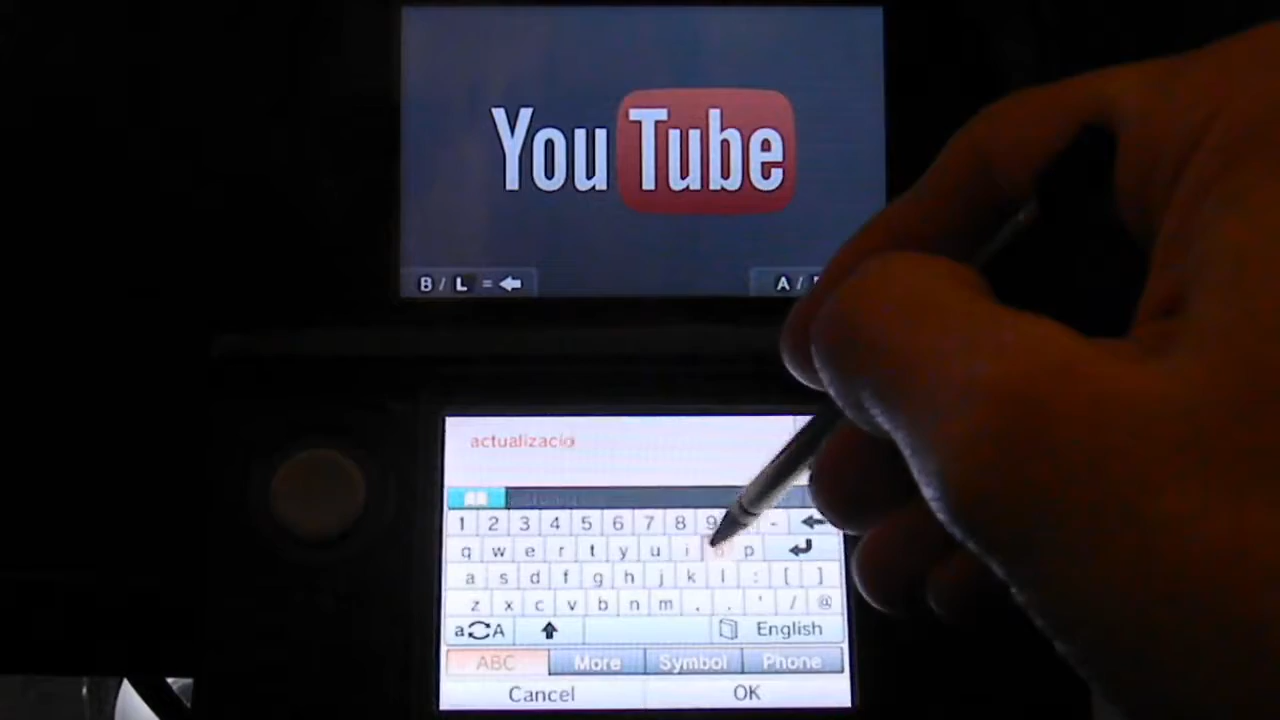 YouTube
B / L = ←
A /
actualizacio
1 2 3 4 5 6 7 8 9 - ←
q w e r t y u i o p ↵
a s d f g h j k l : [ ]
z x c v b n m , . ' / @
a A ↑ English
ABC More Symbol Phone
Cancel OK